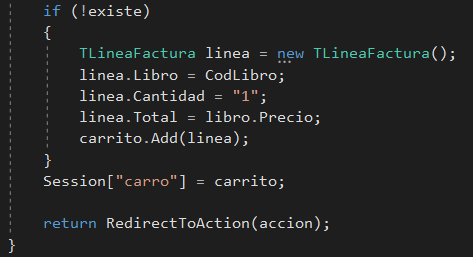 if (!existe)
{
TLineaFactura linea = new TLineaFactura();
linea.Libro = CodLibro;
linea.Cantidad = "1";
linea.Total = libro.Precio;
carrito.Add(linea);
}
Session["carro"] = carrito;
return RedirectToAction(accion);
}